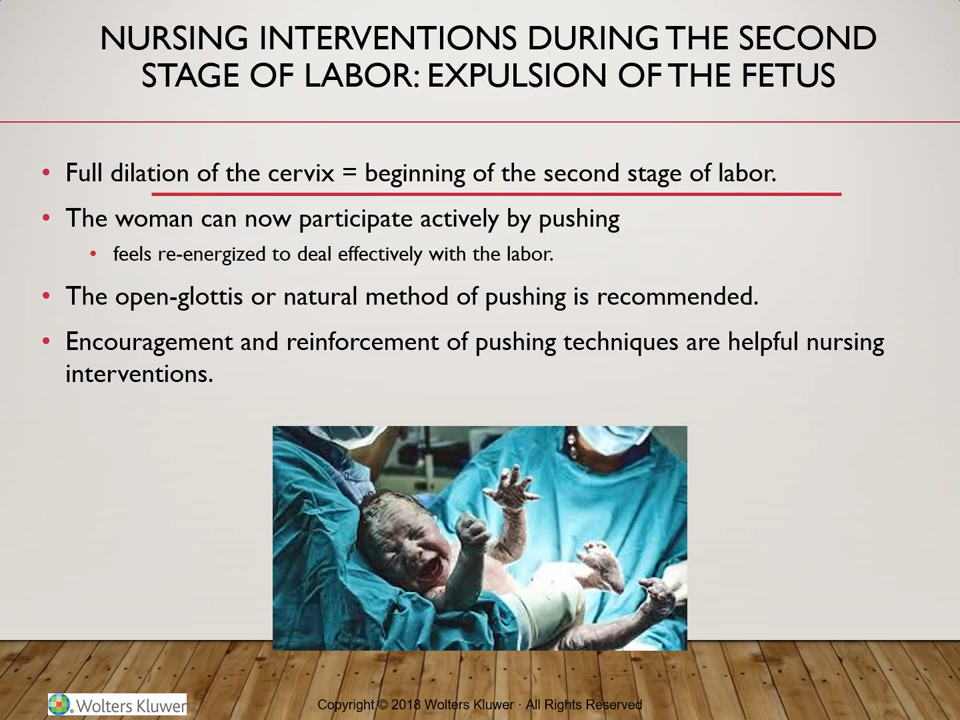 NURSING INTERVENTIONS DURING THE SECOND
STAGE OF LABOR: EXPULSION OF THE FETUS
• Full dilation of the cervix = beginning of the second stage of labor.
• The woman can now participate actively by pushing
• feels re-energized to deal effectively with the labor.
• The open-glottis or natural method of pushing is recommended.
• Encouragement and reinforcement of pushing techniques are helpful nursing
interventions.
Wolters Kluwer
Copyright © 2018 Wolters Kluwer · All Rights Reserved